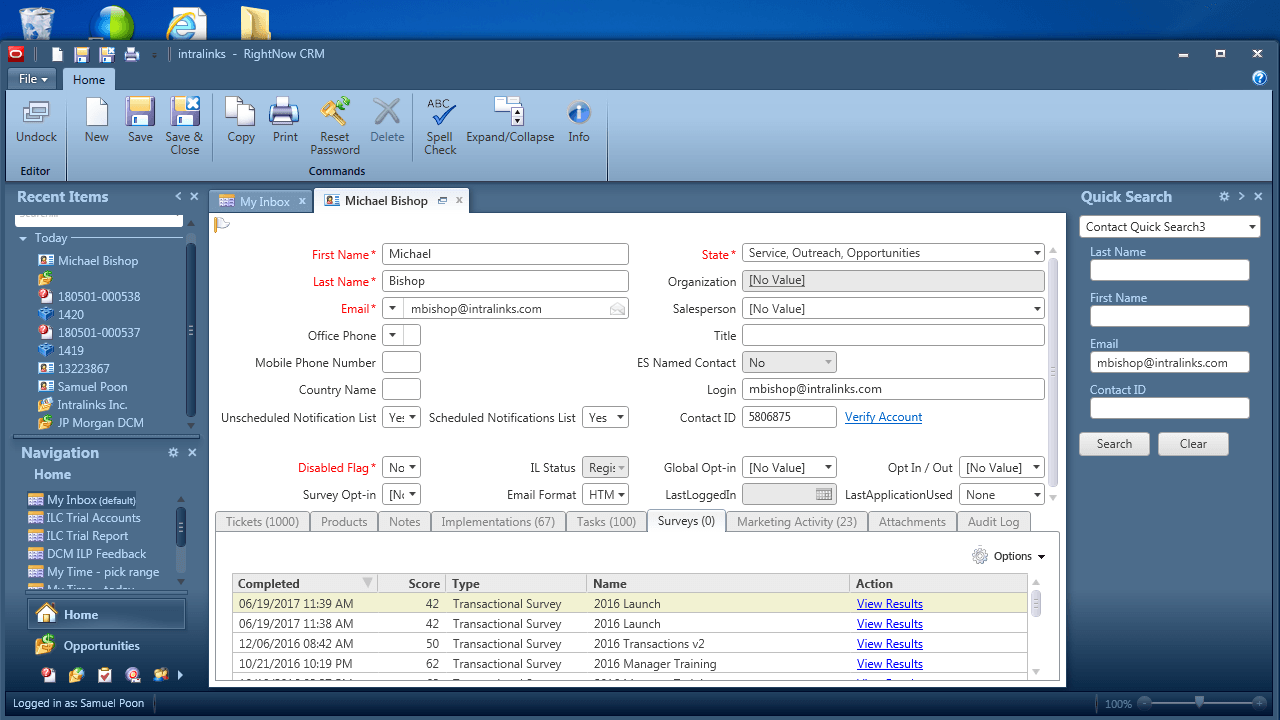 intralinks - RightNow CRM
File
Home
Undock
New
Save
Save & Close
Copy
Print
Reset Password
Delete
ABC
Spell Check
Expand/Collapse
Info
Editor
Commands
Recent Items
Today
Michael Bishop
180501-000538
1420
180501-000537
1419
13223867
Samuel Poon
Intralinks Inc.
JP Morgan DCM
Navigation
Home
My Inbox (default)
ILC Trial Accounts
ILC Trial Report
DCM ILP Feedback
My Time - pick range
My Time - today
Home
Opportunities
My Inbox x
Michael Bishop x
First Name* Michael
State* Service, Outreach, Opportunities
Last Name* Bishop
Organization [No Value]
Email* mbishop@intralinks.com
Salesperson [No Value]
Office Phone
Title
Mobile Phone Number
ES Named Contact No
Country Name
Login mbishop@intralinks.com
Unscheduled Notification List Yes Scheduled Notifications List Yes
Contact ID 5806875 Verify Account
Disabled Flag* No IL Status Regis Global Opt-in [No Value] Opt In / Out [No Value]
Survey Opt-in [No Email Format HTM LastLoggedIn LastApplicationUsed None
Tickets (1000) Products Notes Implementations (67) Tasks (100) Surveys (0) Marketing Activity (23) Attachments Audit Log
Options
Completed Score Type Name Action
06/19/2017 11:39 AM 42 Transactional Survey 2016 Launch View Results
06/19/2017 11:38 AM 42 Transactional Survey 2016 Launch View Results
12/06/2016 08:42 AM 50 Transactional Survey 2016 Transactions v2 View Results
10/21/2016 10:19 PM 62 Transactional Survey 2016 Manager Training View Results
Quick Search
Contact Quick Search3
Last Name
First Name
Email
mbishop@intralinks.com
Contact ID
Search
Clear
Logged in as: Samuel Poon
100%